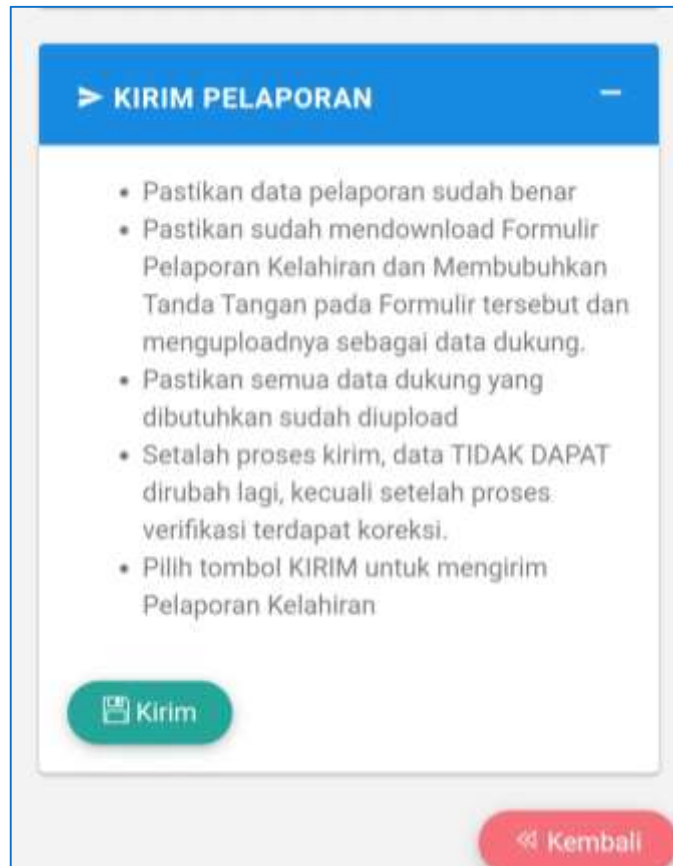 KIRIM PELAPORAN
• Pastikan data pelaporan sudah benar
• Pastikan sudah mendownload Formulir
Pelaporan Kelahiran dan Membubuhkan
Tanda Tangan pada Formulir tersebut dan
menguploadnya sebagai data dukung.
• Pastikan semua data dukung yang
dibutuhkan sudah diupload
• Setalah proses kirim, data TIDAK DAPAT
dirubah lagi, kecuali setelah proses
verifikasi terdapat koreksi.
• Pilih tombol KIRIM untuk mengirim
Pelaporan Kelahiran
Kirim
Kembali